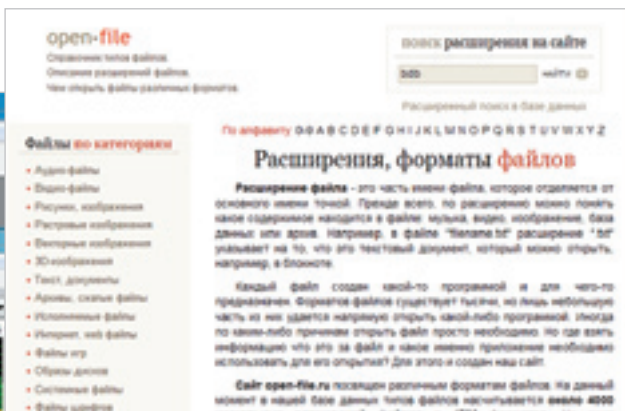 open-file
Справочник типов файлов.
Описание расширений файлов.
Чем открыть файлы различных форматов.
поиск расширения на сайте
bdb
найти
Расширенный поиск в базе данных
Файлы по категориям
• Аудио-файлы
• Видео-файлы
• Рисунки, изображения
• Растровые изображения
• Векторные изображения
• 3D-изображения
• Текст, документы
• Архивы, сжатые файлы
• Исполняемые файлы
• Интернет, web файлы
• Файлы игр
• Образы дисков
• Системные файлы
• Файлы шрифтов
По алфавиту: A B C D E F G H I J K L M N O P Q R S T U V W X Y Z
Расширения, форматы файлов
Расширение файла - это часть имени файла, которое отделяется от
основного имени точкой. Прежде всего, по расширению можно понять
какое содержимое находится в файле: музыка, видео, изображение, база
данных или архив. Например, в файле "filename.txt" расширение ".txt"
указывает на то, что это текстовый документ, который можно открыть,
например, в блокноте.
Каждый файл создан какой-то программой и для чего-то
предназначен. Форматов файлов существует тысячи, но лишь небольшую
часть из них удается напрямую открыть какой-либо программой. Иногда
по каким-либо причинам открыть файл просто необходимо. Но где взять
информацию что это за файл и какое именно приложение необходимо
использовать для его открытия? Для этого и создан наш сайт.
Сайт open-file.ru посвящен различным форматам файлов. На данный
момент в нашей базе данных типов файлов насчитывается около 4000